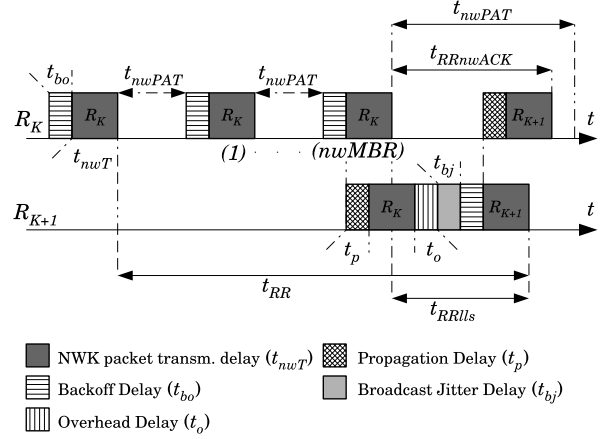 t_nwPAT
t_RRnwACK
t_bo t_nwPAT t_nwPAT
R_K R_K R_K R_K R_K+1 t
t_nwT (1) · · · · (nwMBR) t_bj
R_K+1 R_K R_K+1 t
t_p t_o
t_RR t_RRlls
NWK packet transm. delay (t_nwT) Propagation Delay (t_p)
Backoff Delay (t_bo) Broadcast Jitter Delay (t_bj)
Overhead Delay (t_o)